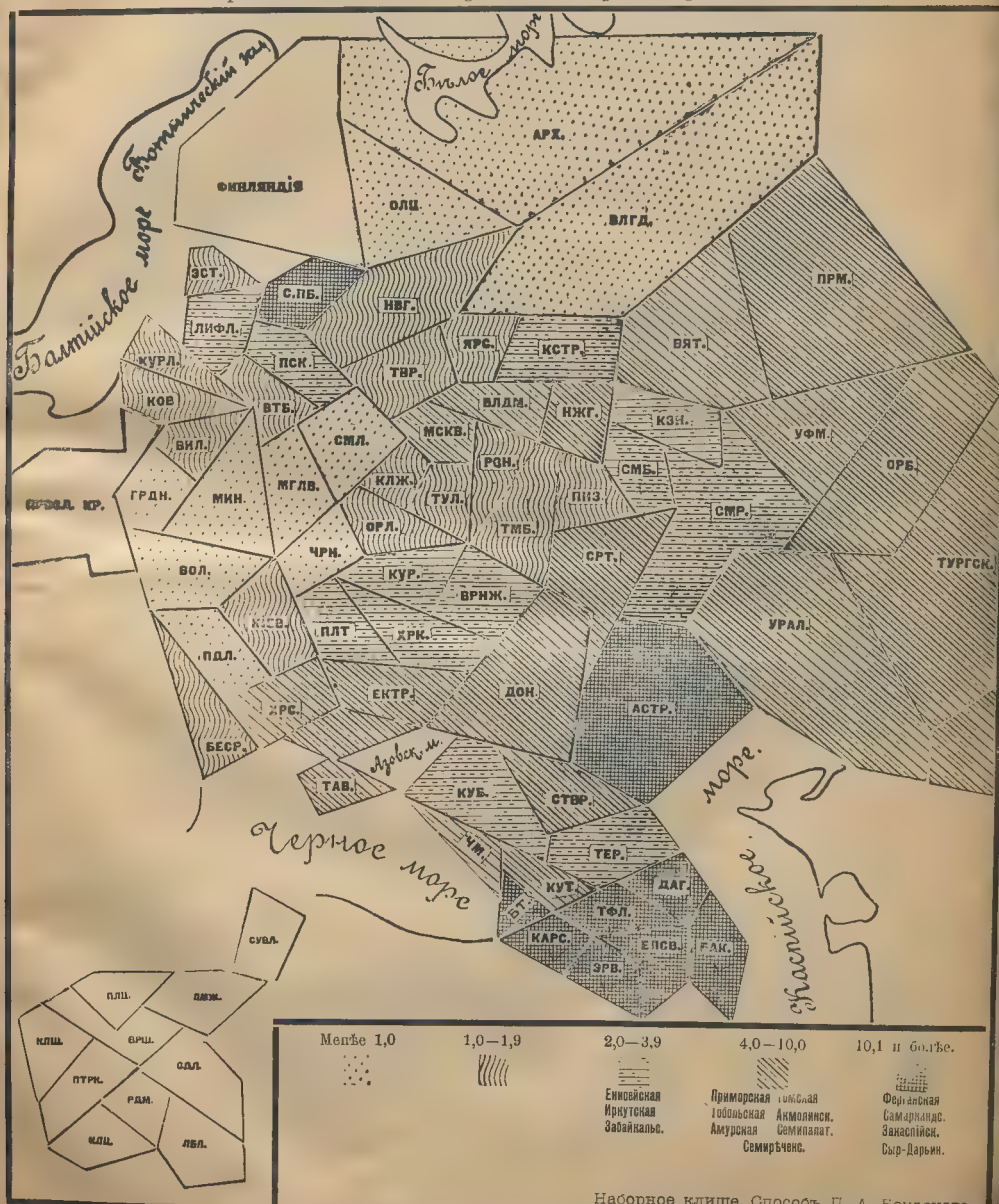 Бѣлое море
Ботническій зал.
Балтійское море
АРХ.
ФИНЛЯНДІЯ
ОЛЦ.
ВЛГД.
ЭСТ.
С.ПБ.
НВГ.
ПРМ.
ЛИФЛ.
ПСК.
ЯРС.
КСТР.
ВЯТ.
КУРЛ.
ТВР.
КОВ
ВТБ.
ВЛДМ.
НЖГ.
КЗН.
УФМ.
ВИЛ.
СМЛ.
МСКВ.
РЗН.
СМБ.
ОРБ.
ГРДН.
МИН.
МГЛВ.
КЛЖ.
ТУЛ.
ПНЗ.
СМР.
КР.
ОРЛ.
ТМБ.
ЧРН.
СРТ.
ТУРГСК.
ВОЛ.
КУР.
ВРНЖ.
КІЕВ.
ПЛТ
ХРК.
УРАЛ.
ПДЛ.
ЕКТР.
ДОН.
АСТР.
ХРС.
БЕСР.
Азовск. м.
ТАВ.
КУБ.
СТВР.
Черное море
ЧМ.
ТЕР.
КУТ.
ДАГ.
БТ.
ТФЛ.
КАРС.
ЕЛСВ.
БАК.
ЭРВ.
Каспійское море.
СУВЛ.
ПЛЦ.
ЛМЖ.
КЛШ.
ВРШ.
СДЛ.
ПТРК.
РДМ.
КЛЦ.
ЛБЛ.
Менѣе 1,0
1,0—1,9
2,0—3,9
4,0—10,0
10,1 и болѣе.
Енисейская
Иркутская
Забайкальс.
Приморская Томская
Тобольская Акмолинск.
Амурская Семипалат.
Семирѣченс.
Ферганская
Самаркандс.
Закаспійск.
Сыр-Дарьин.
Наборное клише Способъ П. А.